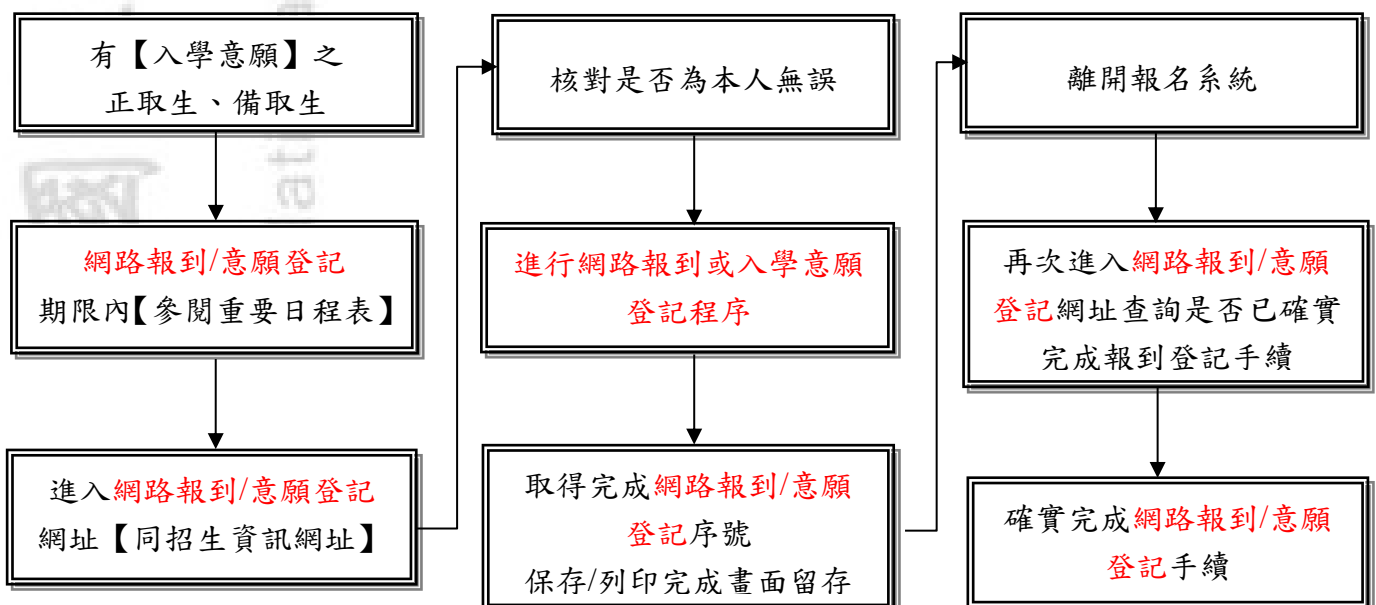 有【入學意願】之
正取生、備取生
網路報到/意願登記
期限內【參閱重要日程表】
進入網路報到/意願登記
網址【同招生資訊網址】
核對是否為本人無誤
進行網路報到或入學意願
登記程序
取得完成網路報到/意願
登記序號
保存/列印完成畫面留存
離開報名系統
再次進入網路報到/意願
登記網址查詢是否已確實
完成報到登記手續
確實完成網路報到/意願
登記手續